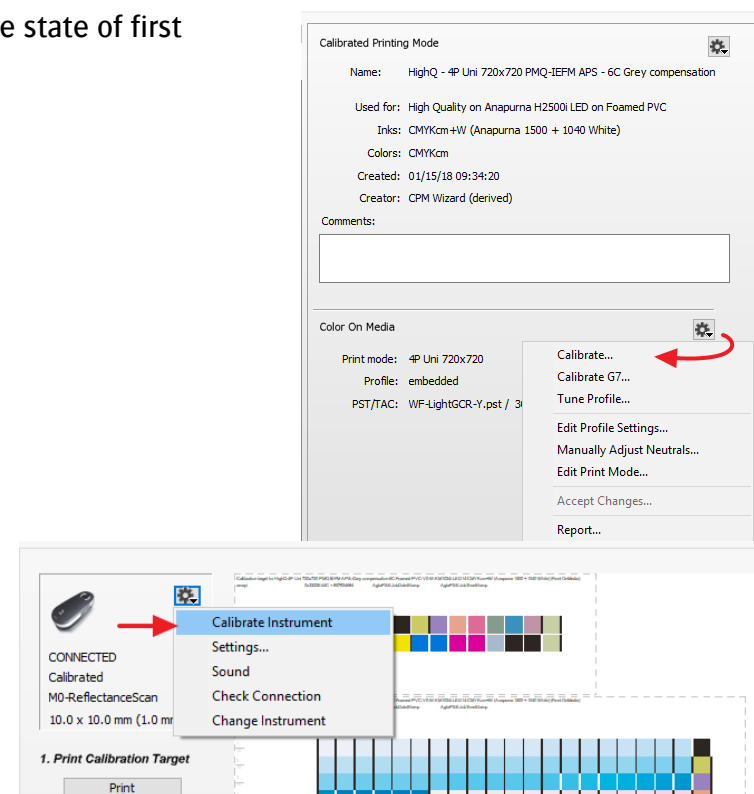 e state of first
Calibrated Printing Mode
Name: HighQ - 4P Uni 720x720 PMQ-IEFM APS - 6C Grey compensation
Used for: High Quality on Anapurna H2500i LED on Foamed PVC
Inks: CMYKcm+W (Anapurna 1500 + 1040 White)
Colors: CMYKcm
Created: 01/15/18 09:34:20
Creator: CPM Wizard (derived)
Comments:
Color On Media
Print mode: 4P Uni 720x720
Profile: embedded
PST/TAC: WF-LightGCR-Y.pst /
Calibrate...
Calibrate G7...
Tune Profile...
Edit Profile Settings...
Manually Adjust Neutrals...
Edit Print Mode...
Accept Changes...
Report...
CONNECTED
Calibrated
M0-ReflectanceScan
10.0 x 10.0 mm (1.0 mm
Calibrate Instrument
Settings...
Sound
Check Connection
Change Instrument
1. Print Calibration Target
Print